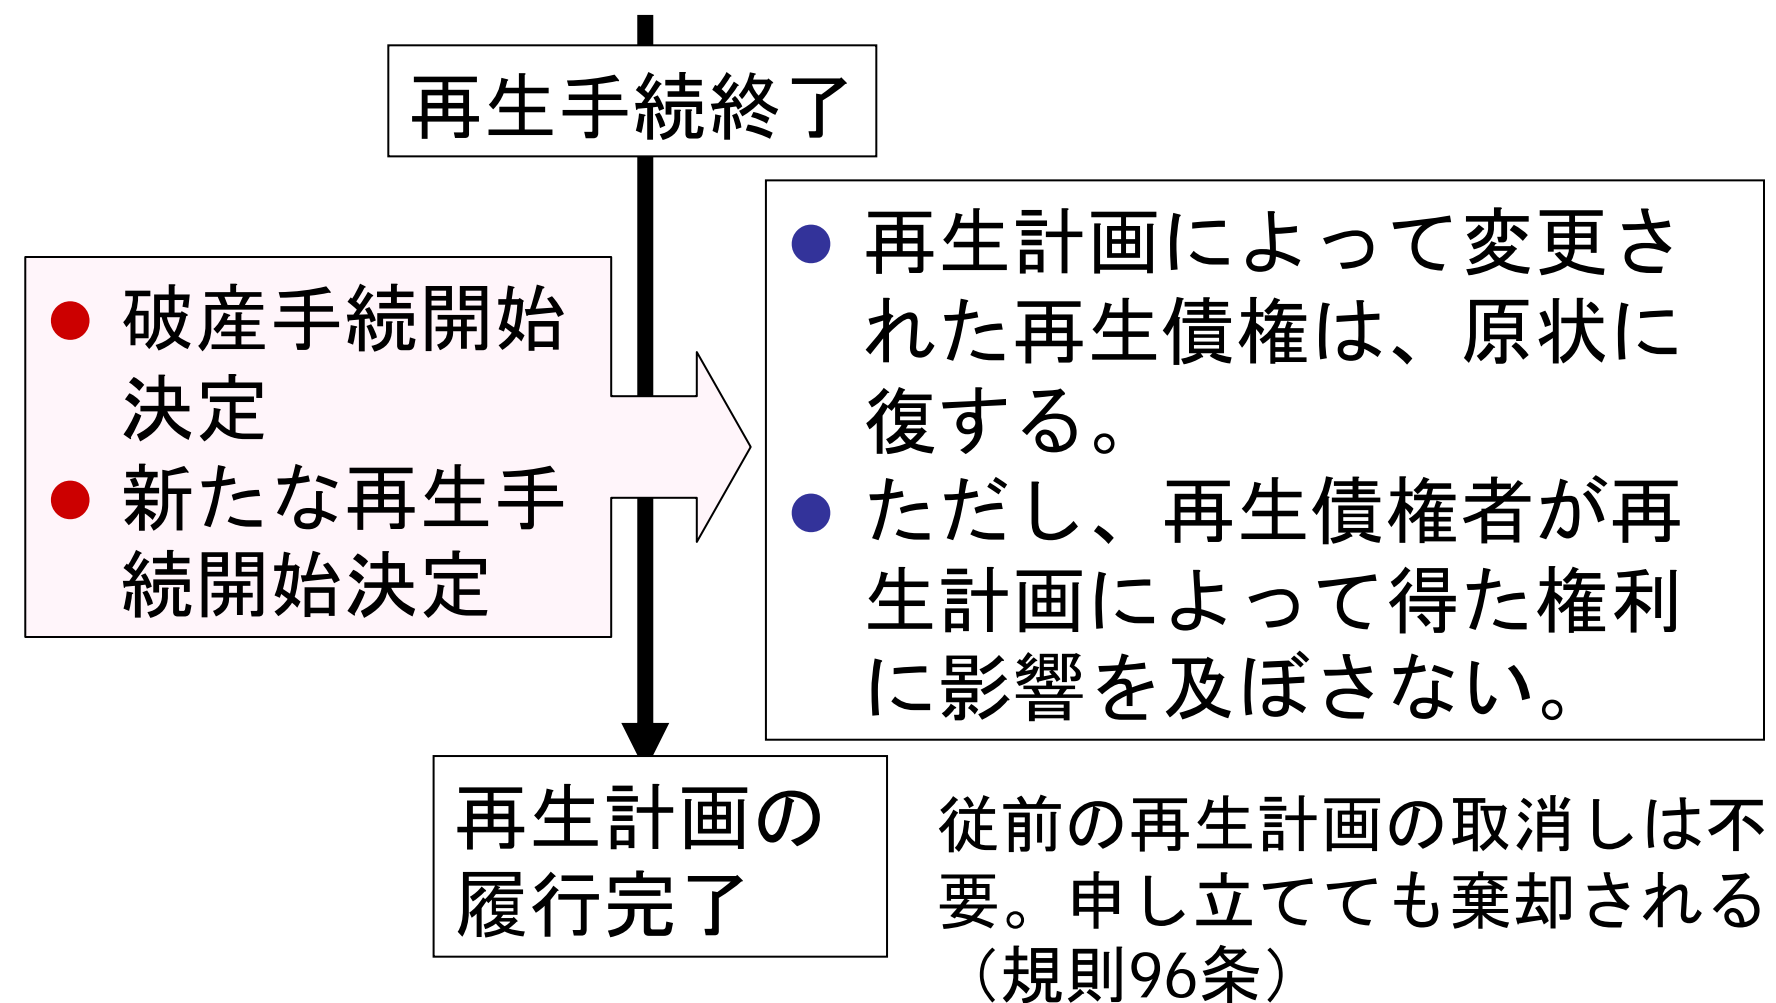 再生手続終了
● 破産手続開始
決定
● 新たな再生手
続開始決定
● 再生計画によって変更さ
れた再生債権は、原状に
復する。
● ただし、再生債権者が再
生計画によって得た権利
に影響を及ぼさない。
再生計画の
履行完了
従前の再生計画の取消しは不
要。申し立てても棄却される
（規則96条）